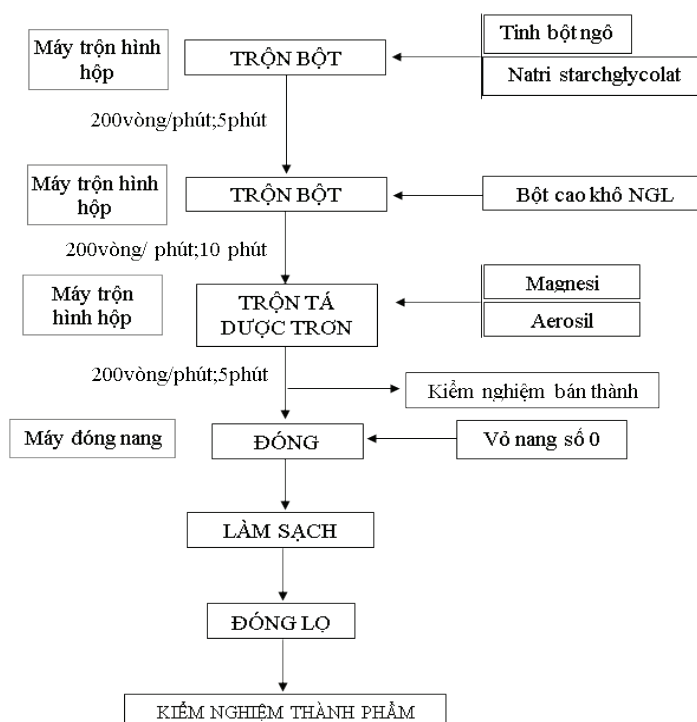 Máy trộn hình
hộp
TRỘN BỘT
Tinh bột ngô
Natri starchglycolat
200vòng/phút;5phút
Máy trộn hình
hộp
TRỘN BỘT
Bột cao khô NGL
200vòng/ phút;10 phút
Máy trộn
hình hộp
TRỘN TÁ
DƯỢC TRƠN
Magnesi
Aerosil
200vòng/phút;5phút
Kiểm nghiệm bán thành
Máy đóng nang
ĐÓNG
Vỏ nang số 0
LÀM SẠCH
ĐÓNG LỌ
KIỂM NGHIỆM THÀNH PHẨM